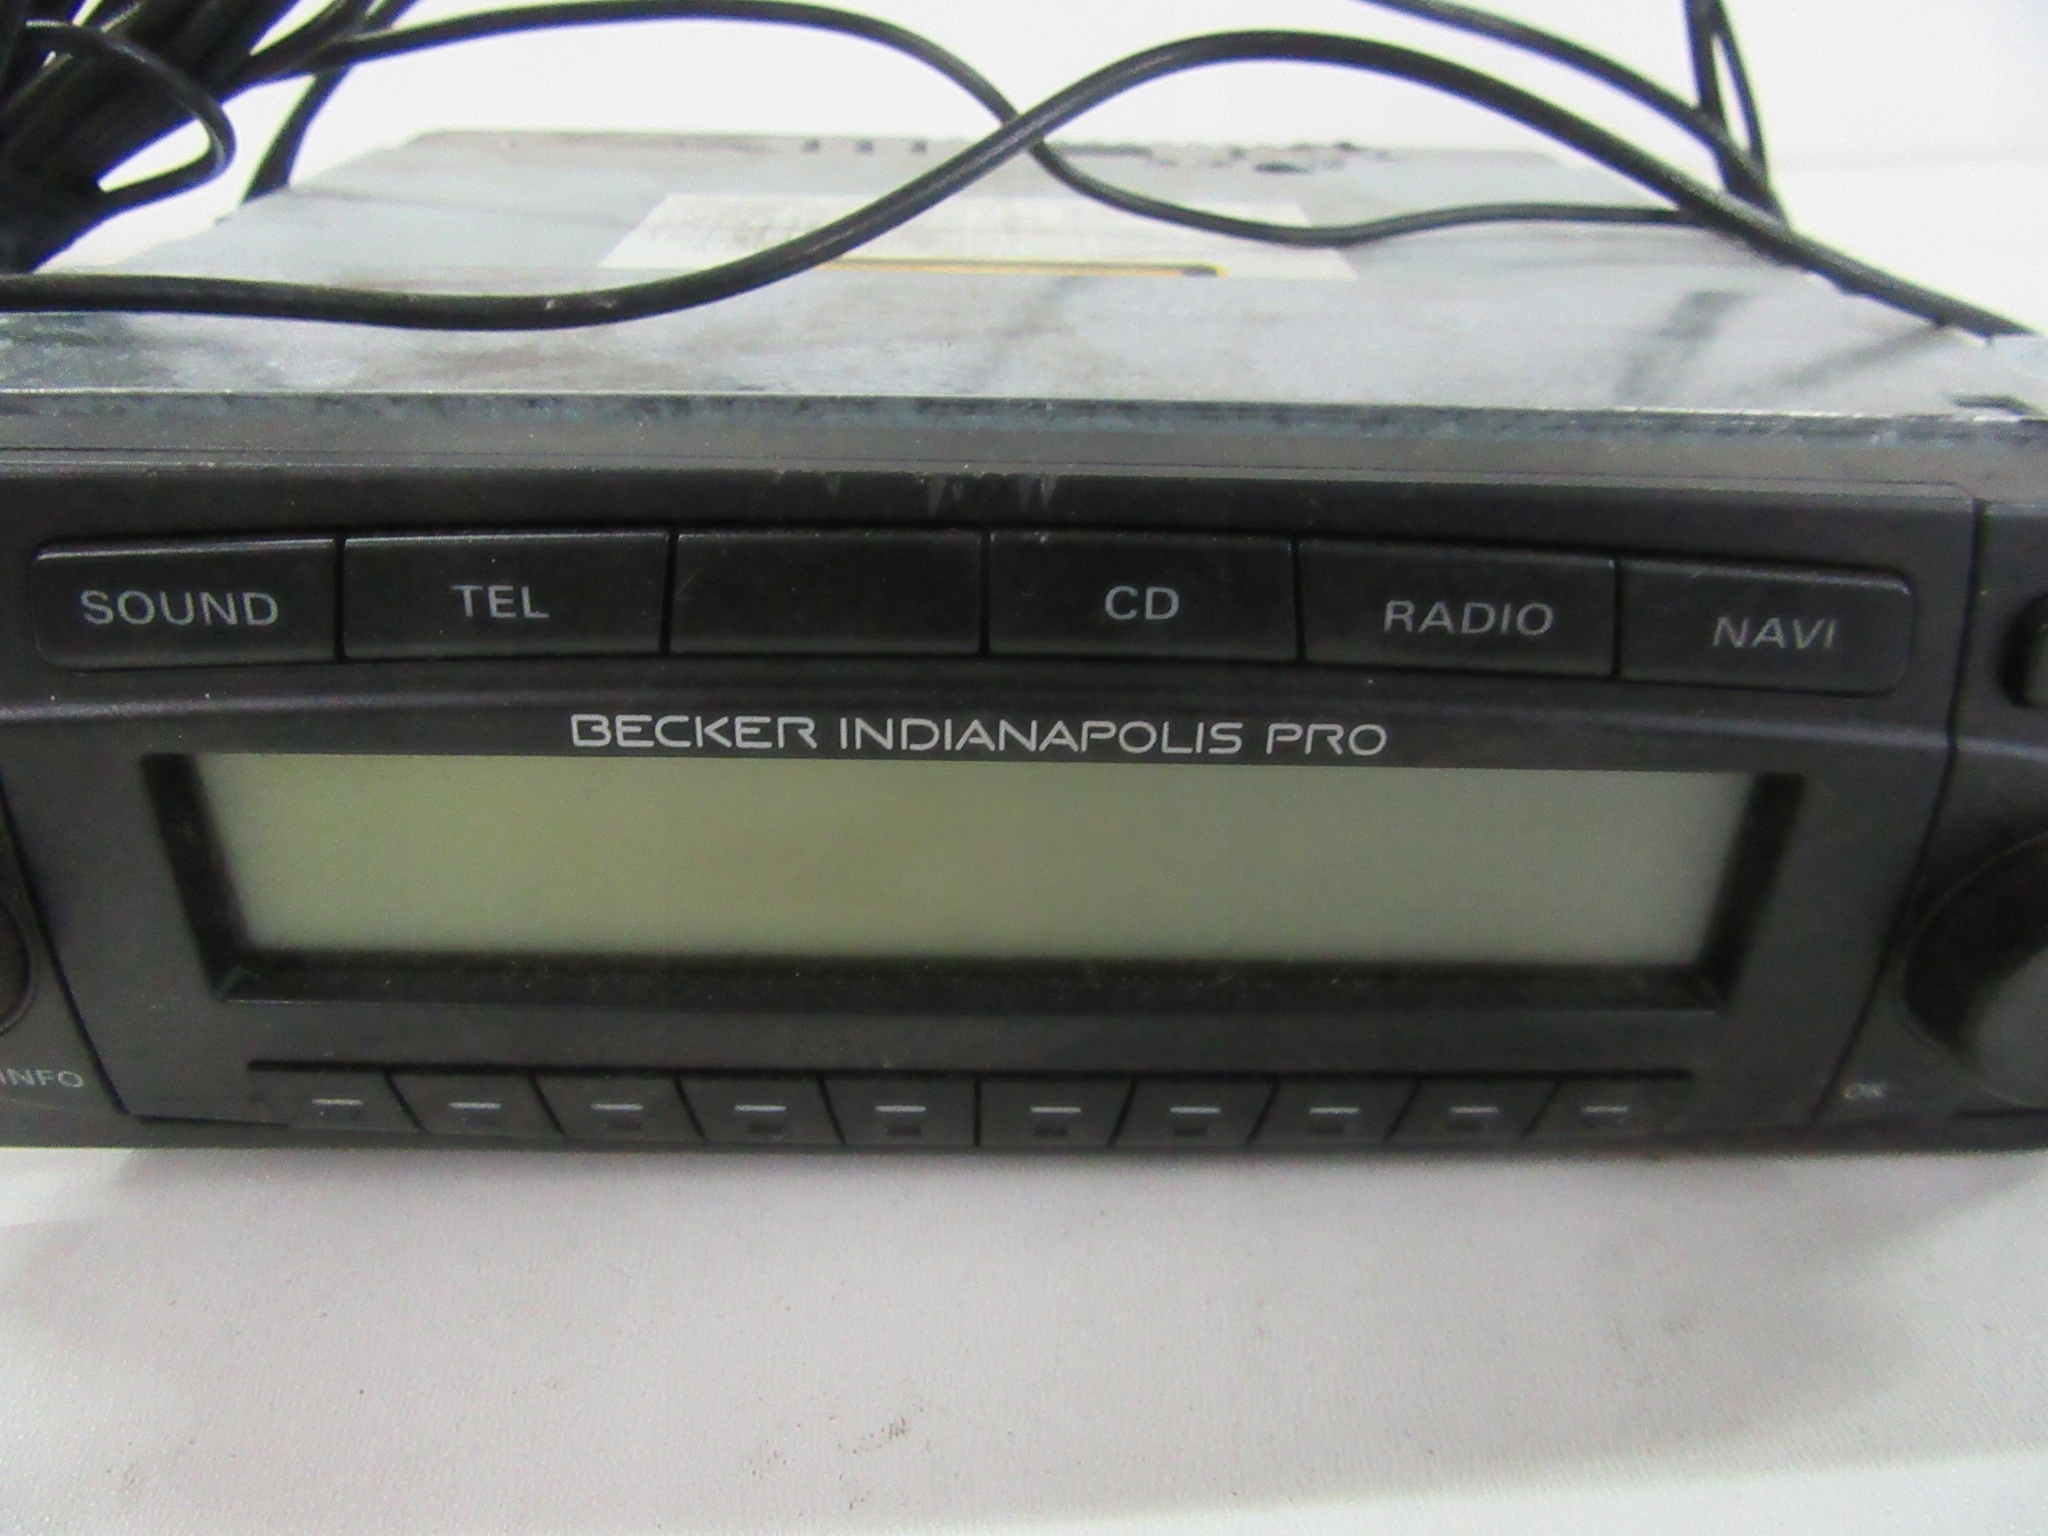 SOUND TEL CD RADIO NAVI
BECKER INDIANAPOLIS PRO
INFO OK